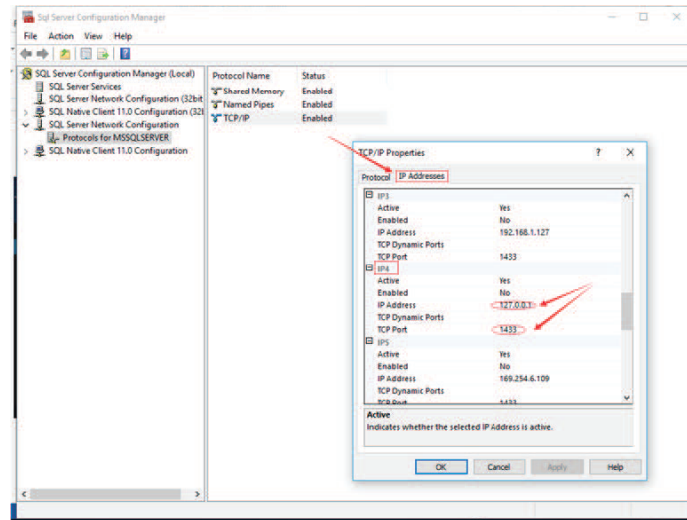 Sql Server Configuration Manager
File Action View Help
SQL Server Configuration Manager (Local)
SQL Server Services
SQL Server Network Configuration (32bit
SQL Native Client 11.0 Configuration (32l
SQL Server Network Configuration
Protocols for MSSQLSERVER
SQL Native Client 11.0 Configuration
Protocol Name Status
Shared Memory Enabled
Named Pipes Enabled
TCP/IP Enabled
TCP/IP Properties ? X
Protocol IP Addresses
IP3
Active Yes
Enabled No
IP Address 192.168.1.127
TCP Dynamic Ports
TCP Port 1433
IP4
Active Yes
Enabled No
IP Address 127.0.0.1
TCP Dynamic Ports
TCP Port 1433
IP5
Active Yes
Enabled No
IP Address 169.254.6.109
TCP Dynamic Ports
TCP Port 1433
Active
Indicates whether the selected IP Address is active.
OK Cancel Apply Help